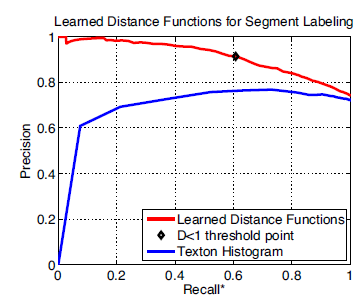 Learned Distance Functions for Segment Labeling
1
0.8
0.6
0.4
0.2
0
Precision
Learned Distance Functions
D<1 threshold point
Texton Histogram
0 0.2 0.4 0.6 0.8 1
Recall*